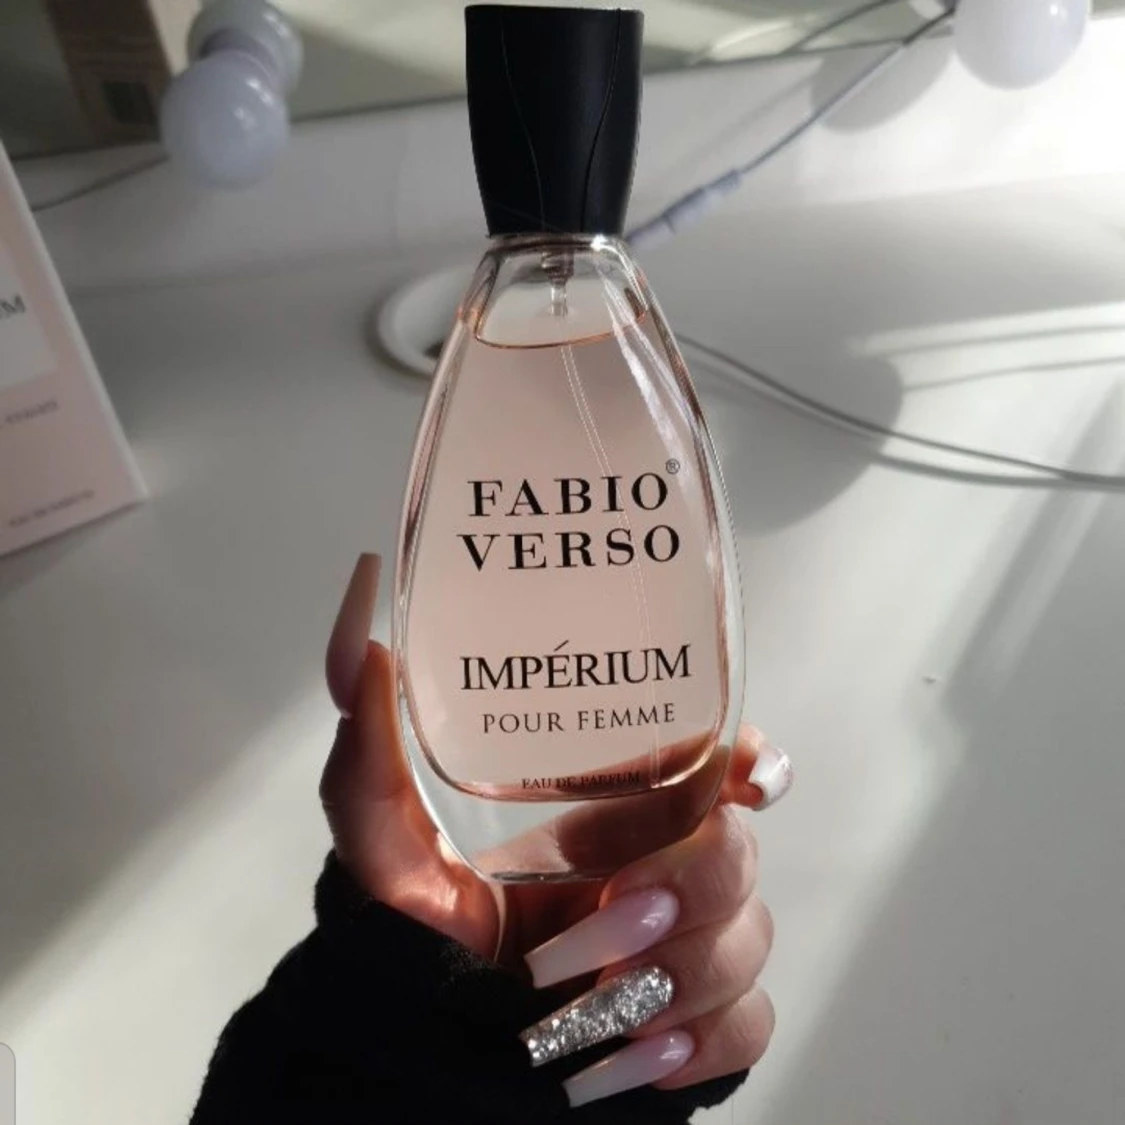 FABIO®
VERSO
IMPÉRIUM
POUR FEMME
EAU DE PARFUM